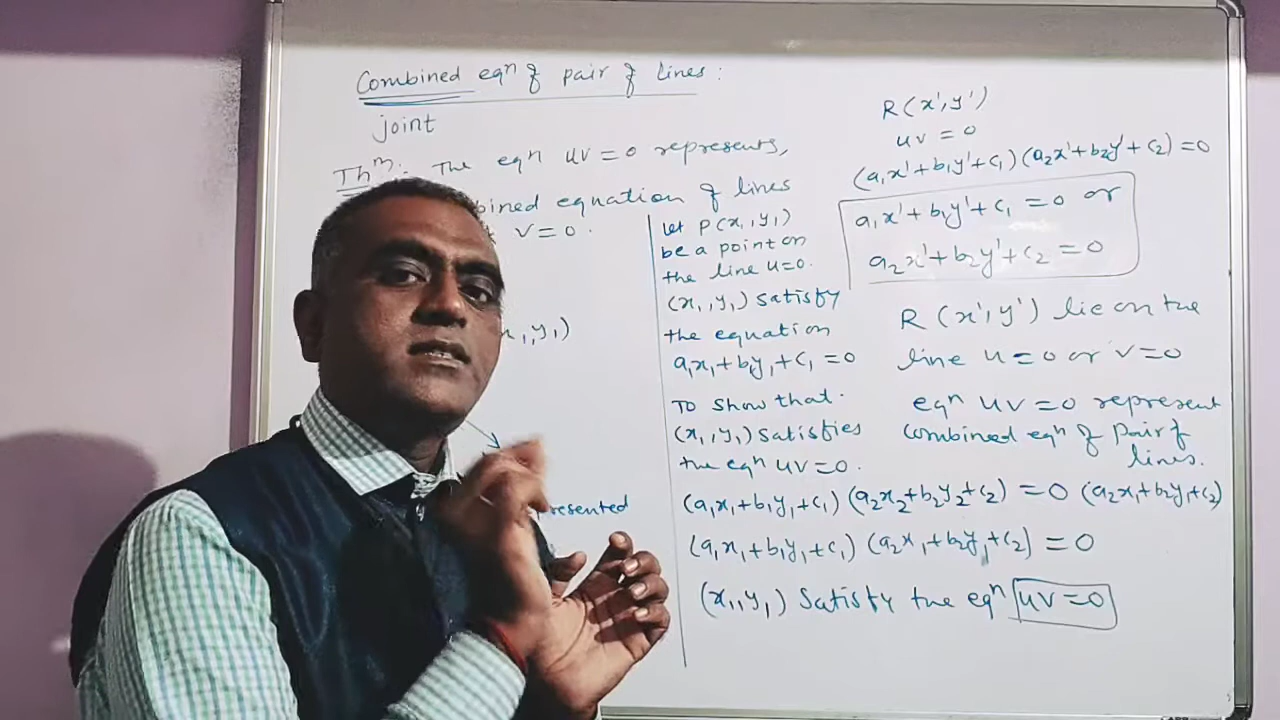 Combined eqⁿ of pair of lines :
joint
Thᵐ: The eqⁿ uv = 0 represents,
bined equation of lines
v = 0.
x₁, y₁)
resented
let P(x₁, y₁)
be a point on
the line u=0.
(x₁, y₁) satisfy
the equation
a₁x₁+b₁y₁+c₁ = 0
To show that.
(x₁, y₁) satisfies
the eqⁿ uv=0.
(a₁x₁+b₁y₁+c₁) (a₂x₂+b₂y₂+c₂) = 0 (a₂x₁+b₂y₁+c₂)
(a₁x₁+b₁y₁+c₁) (a₂x₁+b₂y₁+c₂) = 0
(x₁, y₁) Satisfy the eqⁿ uv=0
R(x', y')
uv = 0
(a₁x'+b₁y'+c₁) (a₂x'+b₂y'+c₂) = 0
a₁x'+b₁y'+c₁ = 0 or
a₂x'+b₂y'+c₂ = 0
R (x', y') lie on the
line u=0 or v=0
eqⁿ uv=0 represent
combined eqⁿ of pair of
lines.